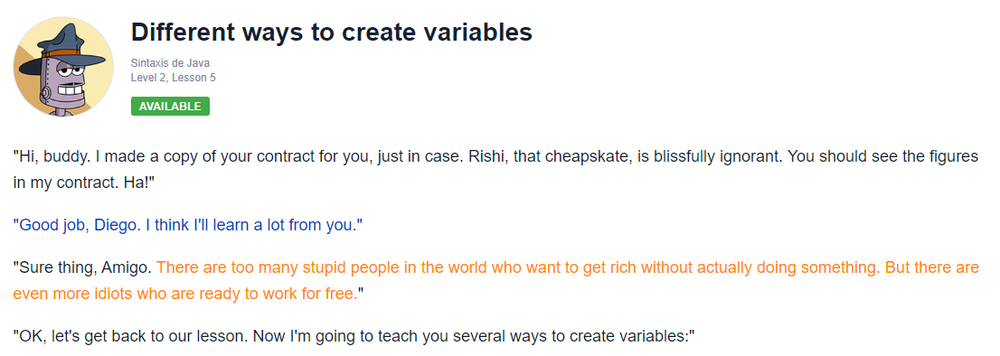 Different ways to create variables
Sintaxis de Java
Level 2, Lesson 5
AVAILABLE
"Hi, buddy. I made a copy of your contract for you, just in case. Rishi, that cheapskate, is blissfully ignorant. You should see the figures
in my contract. Ha!"
"Good job, Diego. I think I'll learn a lot from you."
"Sure thing, Amigo. There are too many stupid people in the world who want to get rich without actually doing something. But there are
even more idiots who are ready to work for free."
"OK, let's get back to our lesson. Now I'm going to teach you several ways to create variables:"